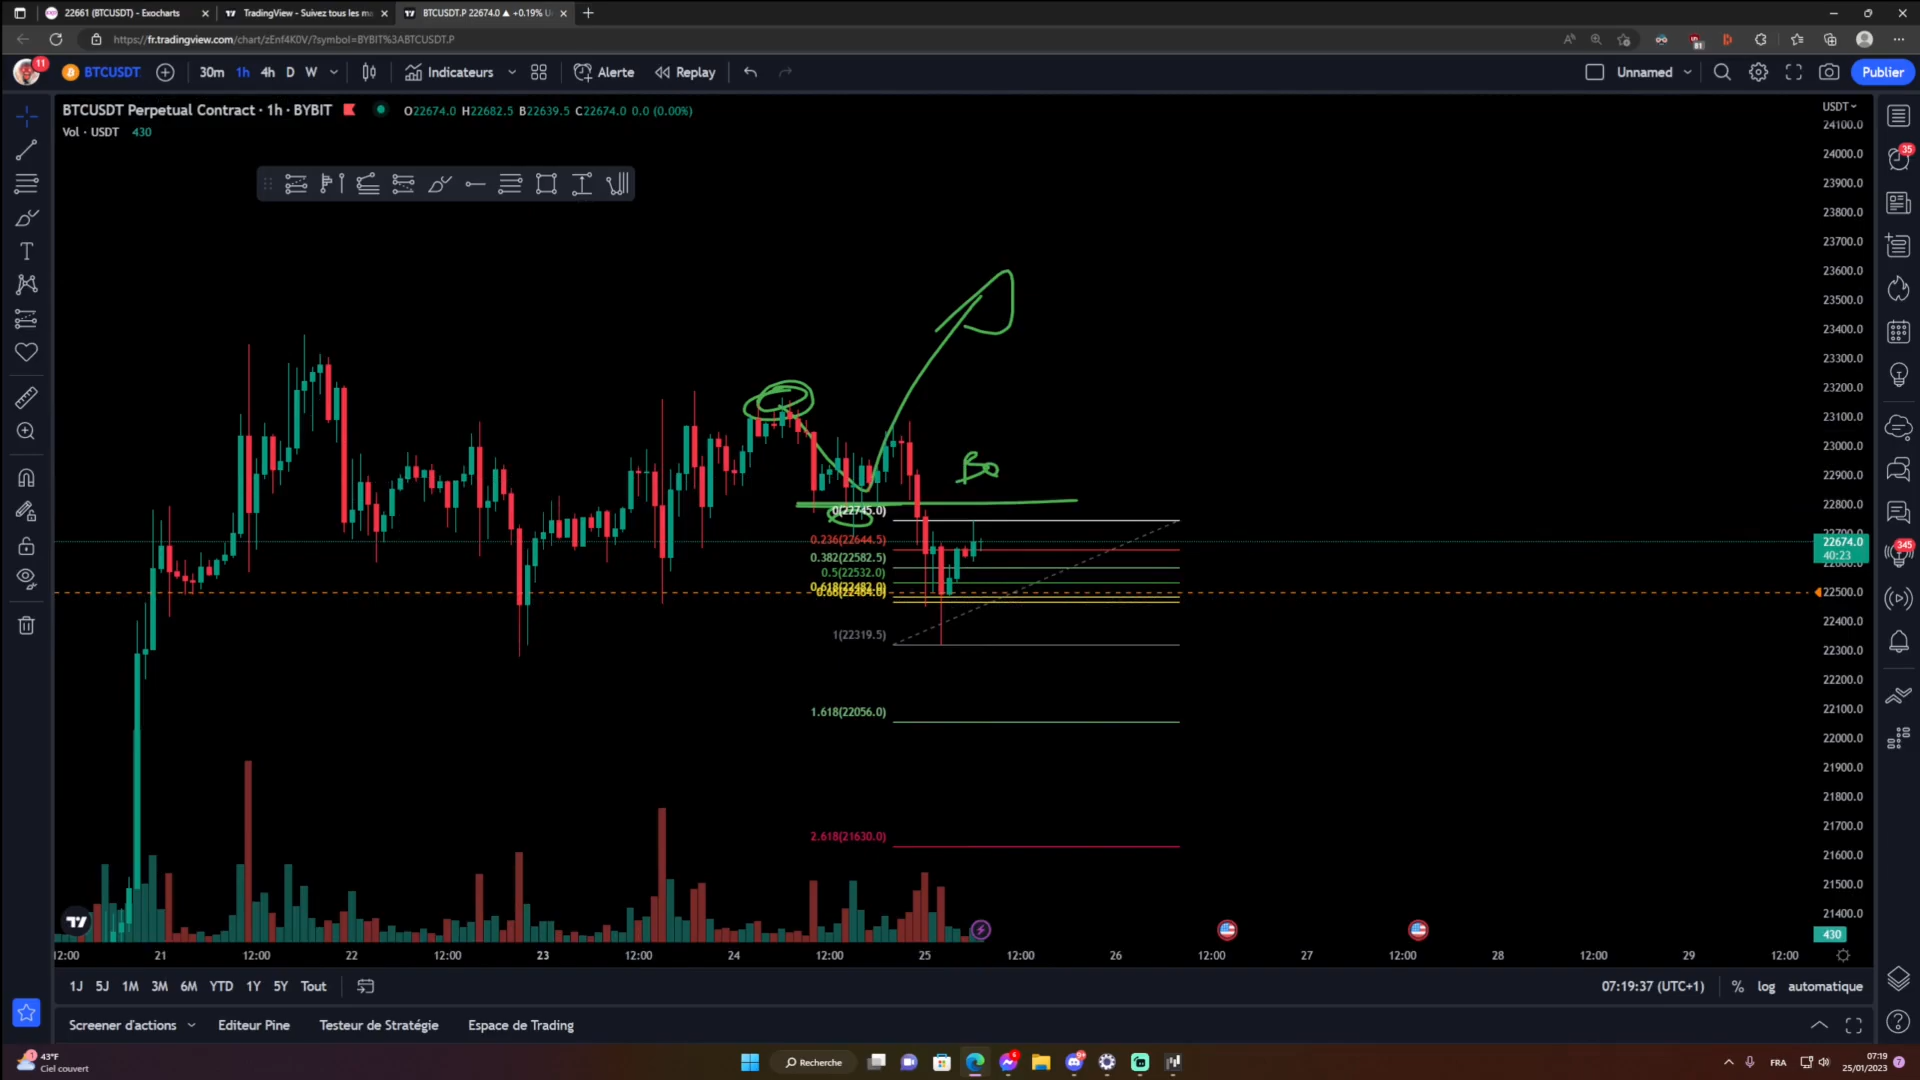 22661 (BTCUSDT) - Exocharts
TradingView - Suivez tous les ma
BTCUSDT.P 22674.0 ▲ +0.19% U
https://fr.tradingview.com/chart/zEnf4K0V/?symbol=BYBIT%3ABTCUSDT.P
11
BTCUSDT
30m 1h 4h D W
Indicateurs
Alerte
Replay
Unnamed
Publier
BTCUSDT Perpetual Contract · 1h · BYBIT
O22674.0 H22682.5 B22639.5 C22674.0 0.0 (0.00%)
Vol · USDT 430
USDT
24100.0
24000.0
23900.0
23800.0
23700.0
23600.0
23500.0
23400.0
23300.0
23200.0
23100.0
23000.0
22900.0
22800.0
22700.0
22674.0
40:23
22600.0
22500.0
22400.0
22300.0
22200.0
22100.0
22000.0
21900.0
21800.0
21700.0
21600.0
21500.0
21400.0
430
35
345
BO
0(22745.0)
0.236(22644.5)
0.382(22582.5)
0.5(22532.0)
0.618(22482.0)
1(22319.5)
1.618(22056.0)
2.618(21630.0)
12:00 21 12:00 22 12:00 23 12:00 24 12:00 25 12:00 26 12:00 27 12:00 28 12:00 29 12:00
1J 5J 1M 3M 6M YTD 1Y 5Y Tout
07:19:37 (UTC+1) % log automatique
Screener d'actions
Editeur Pine
Testeur de Stratégie
Espace de Trading
43°F
Ciel couvert
Recherche
FRA
07:19
25/01/2023